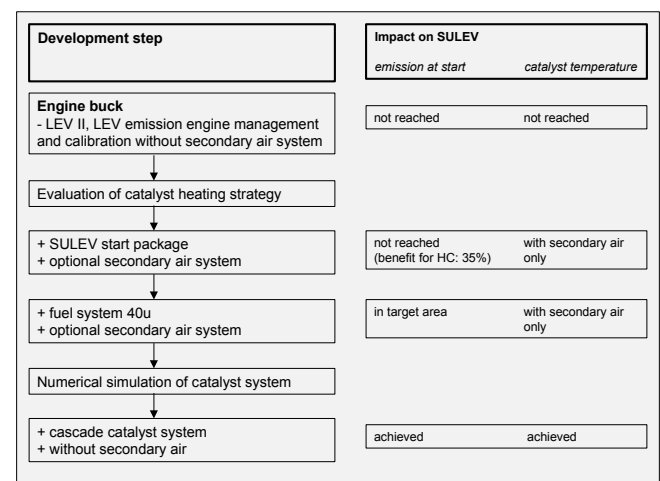 Development step
Impact on SULEV
emission at start catalyst temperature
Engine buck
- LEV II, LEV emission engine management
and calibration without secondary air system
not reached not reached
Evaluation of catalyst heating strategy
+ SULEV start package
+ optional secondary air system
not reached with secondary air
(benefit for HC: 35%) only
+ fuel system 40u
+ optional secondary air system
in target area with secondary air
only
Numerical simulation of catalyst system
+ cascade catalyst system
+ without secondary air
achieved achieved